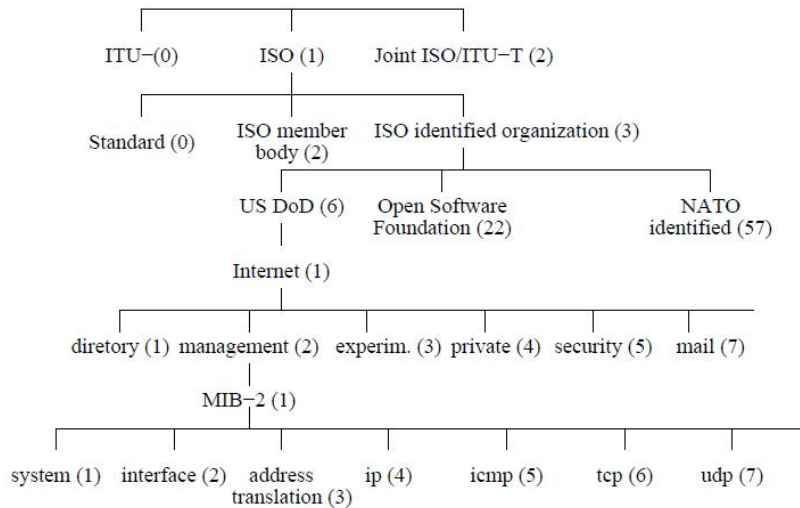 ITU−(0) ISO (1) Joint ISO/ITU−T (2)
Standard (0) ISO member body (2) ISO identified organization (3)
US DoD (6) Open Software Foundation (22) NATO identified (57)
Internet (1)
diretory (1) management (2) experim. (3) private (4) security (5) mail (7)
MIB−2 (1)
system (1) interface (2) address translation (3) ip (4) icmp (5) tcp (6) udp (7)